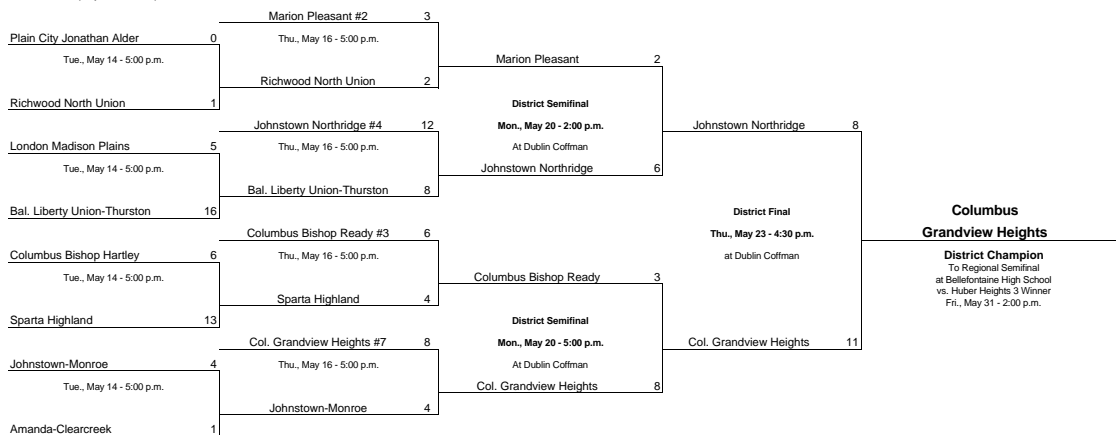 Marion Pleasant #2 3
Plain City Jonathan Alder 0
Thu., May 16 - 5:00 p.m.
Tue., May 14 - 5:00 p.m.
Marion Pleasant 2
Richwood North Union 2
Richwood North Union 1
District Semifinal
Johnstown Northridge #4 12
Mon., May 20 - 2:00 p.m.
Johnstown Northridge 8
London Madison Plains 5
Thu., May 16 - 5:00 p.m.
At Dublin Coffman
Tue., May 14 - 5:00 p.m.
Johnstown Northridge 6
Bal. Liberty Union-Thurston 8
Bal. Liberty Union-Thurston 16
District Final
Columbus
Columbus Bishop Ready #3 6
Thu., May 23 - 4:30 p.m.
Grandview Heights
Columbus Bishop Hartley 6
Thu., May 16 - 5:00 p.m.
at Dublin Coffman
District Champion
Tue., May 14 - 5:00 p.m.
Columbus Bishop Ready 3
To Regional Semifinal
at Bellefontaine High School
vs. Huber Heights 3 Winner
Fri., May 31 - 2:00 p.m.
Sparta Highland 4
Sparta Highland 13
District Semifinal
Col. Grandview Heights #7 8
Mon., May 20 - 5:00 p.m.
Col. Grandview Heights 11
Johnstown-Monroe 4
Thu., May 16 - 5:00 p.m.
At Dublin Coffman
Tue., May 14 - 5:00 p.m.
Col. Grandview Heights 8
Johnstown-Monroe 4
Amanda-Clearcreek 1